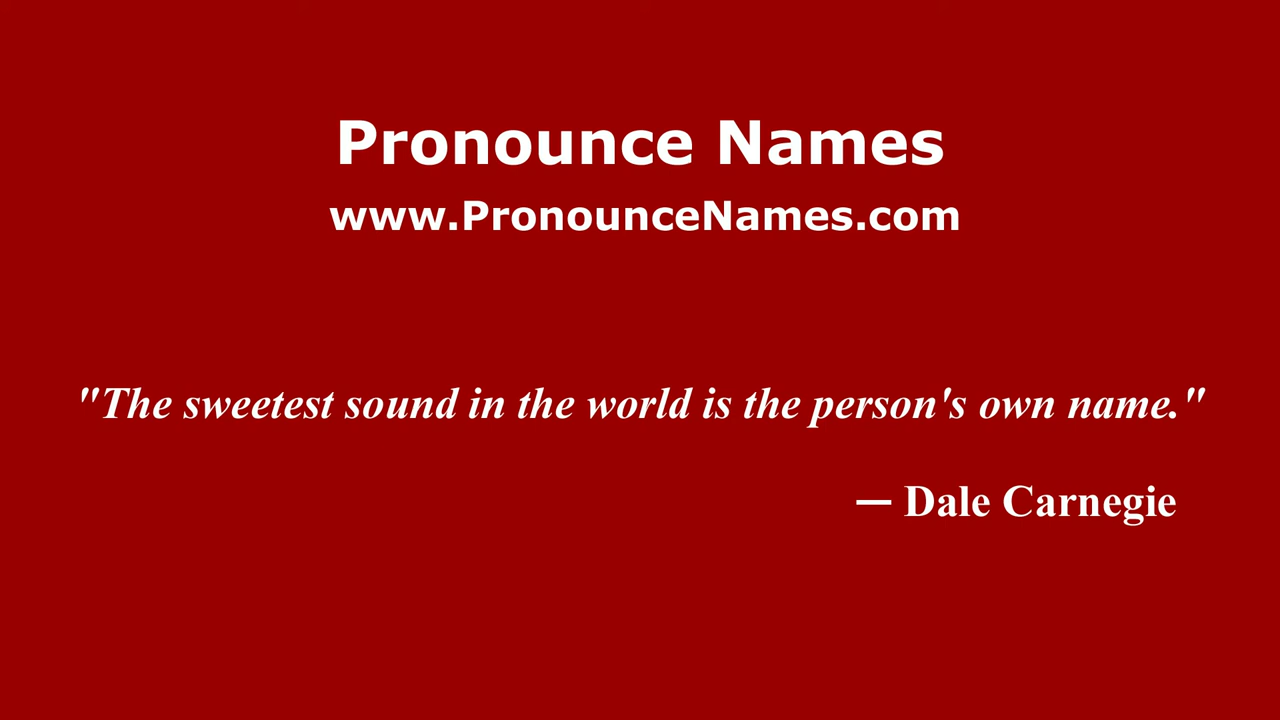 Pronounce Names
www.PronounceNames.com
"The sweetest sound in the world is the person's own name."
— Dale Carnegie